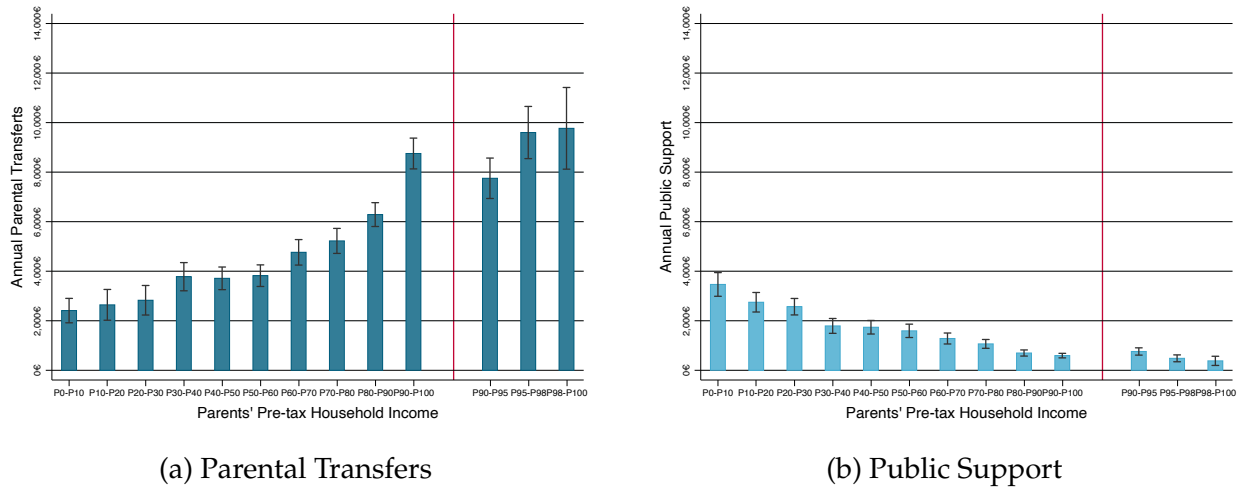 Annual Parental Transferts
14,000€
12,000€
10,000€
8,000€
6,000€
4,000€
2,000€
0€
P0-P10 P10-P20 P20-P30 P30-P40 P40-P50 P50-P60 P60-P70 P70-P80 P80-P90 P90-P100 P90-P95 P95-P98 P98-P100
Parents' Pre-tax Household Income
(a) Parental Transfers
Annual Public Support
14,000€
12,000€
10,000€
8,000€
6,000€
4,000€
2,000€
0€
P0-P10 P10-P20 P20-P30 P30-P40 P40-P50 P50-P60 P60-P70 P70-P80 P80-P90 P90-P100 P90-P95 P95-P98 P98-P100
Parents' Pre-tax Household Income
(b) Public Support